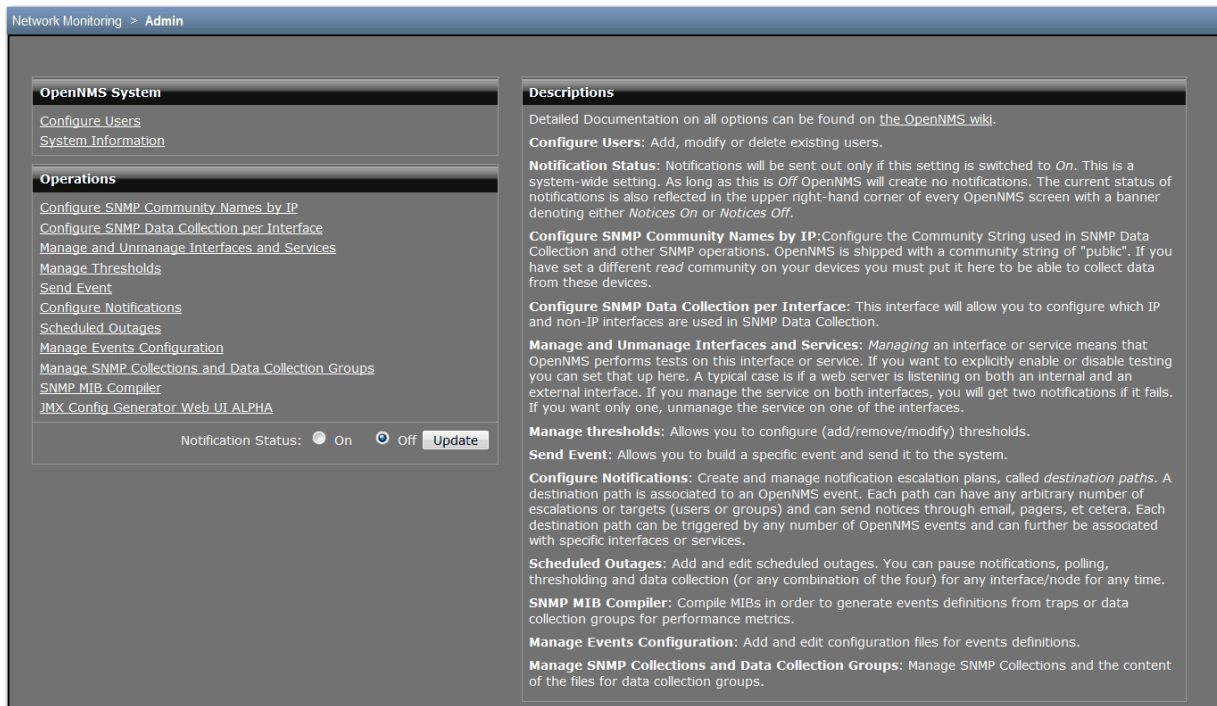 Network Monitoring > Admin
OpenNMS System
Configure Users
System Information
Operations
Configure SNMP Community Names by IP
Configure SNMP Data Collection per Interface
Manage and Unmanage Interfaces and Services
Manage Thresholds
Send Event
Configure Notifications
Scheduled Outages
Manage Events Configuration
Manage SNMP Collections and Data Collection Groups
SNMP MIB Compiler
JMX Config Generator Web UI ALPHA
Notification Status: On Off Update
Descriptions
Detailed Documentation on all options can be found on the OpenNMS wiki.
Configure Users: Add, modify or delete existing users.
Notification Status: Notifications will be sent out only if this setting is switched to On. This is a
system-wide setting. As long as this is Off OpenNMS will create no notifications. The current status of
notifications is also reflected in the upper right-hand corner of every OpenNMS screen with a banner
denoting either Notices On or Notices Off.
Configure SNMP Community Names by IP:Configure the Community String used in SNMP Data
Collection and other SNMP operations. OpenNMS is shipped with a community string of "public". If you
have set a different read community on your devices you must put it here to be able to collect data
from these devices.
Configure SNMP Data Collection per Interface: This interface will allow you to configure which IP
and non-IP interfaces are used in SNMP Data Collection.
Manage and Unmanage Interfaces and Services: Managing an interface or service means that
OpenNMS performs tests on this interface or service. If you want to explicitly enable or disable testing
you can set that up here. A typical case is if a web server is listening on both an internal and an
external interface. If you manage the service on both interfaces, you will get two notifications if it fails.
If you want only one, unmanage the service on one of the interfaces.
Manage thresholds: Allows you to configure (add/remove/modify) thresholds.
Send Event: Allows you to build a specific event and send it to the system.
Configure Notifications: Create and manage notification escalation plans, called destination paths. A
destination path is associated to an OpenNMS event. Each path can have any arbitrary number of
escalations or targets (users or groups) and can send notices through email, pagers, et cetera. Each
destination path can be triggered by any number of OpenNMS events and can further be associated
with specific interfaces or services.
Scheduled Outages: Add and edit scheduled outages. You can pause notifications, polling,
thresholding and data collection (or any combination of the four) for any interface/node for any time.
SNMP MIB Compiler: Compile MIBs in order to generate events definitions from traps or data
collection groups for performance metrics.
Manage Events Configuration: Add and edit configuration files for events definitions.
Manage SNMP Collections and Data Collection Groups: Manage SNMP Collections and the content
of the files for data collection groups.